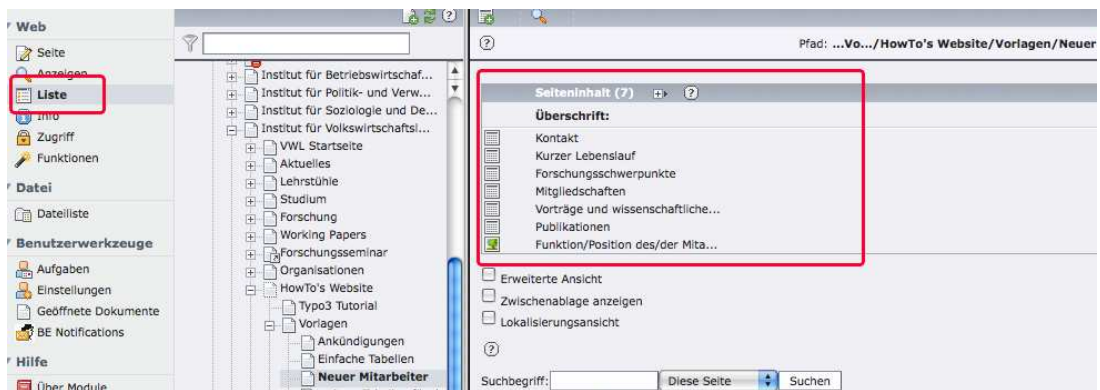 Web
Seite
Anzeigen
Liste
Info
Zugriff
Funktionen
Datei
Dateiliste
Benutzerwerkzeuge
Aufgaben
Einstellungen
Geöffnete Dokumente
BE Notifications
Hilfe
Über Module
Institut für Betriebswirtschaf...
Institut für Politik- und Verw...
Institut für Soziologie und De...
Institut für Volkswirtschaftsl...
VWL Startseite
Aktuelles
Lehrstühle
Studium
Forschung
Working Papers
Forschungsseminar
Organisationen
HowTo's Website
Typo3 Tutorial
Vorlagen
Ankündigungen
Einfache Tabellen
Neuer Mitarbeiter
Pfad: ...Vo.../HowTo's Website/Vorlagen/Neuer
Seiteninhalt (7)
Überschrift:
Kontakt
Kurzer Lebenslauf
Forschungsschwerpunkte
Mitgliedschaften
Vorträge und wissenschaftliche...
Publikationen
Funktion/Position des/der Mita...
Erweiterte Ansicht
Zwischenablage anzeigen
Lokalisierungsansicht
Suchbegriff: Diese Seite Suchen